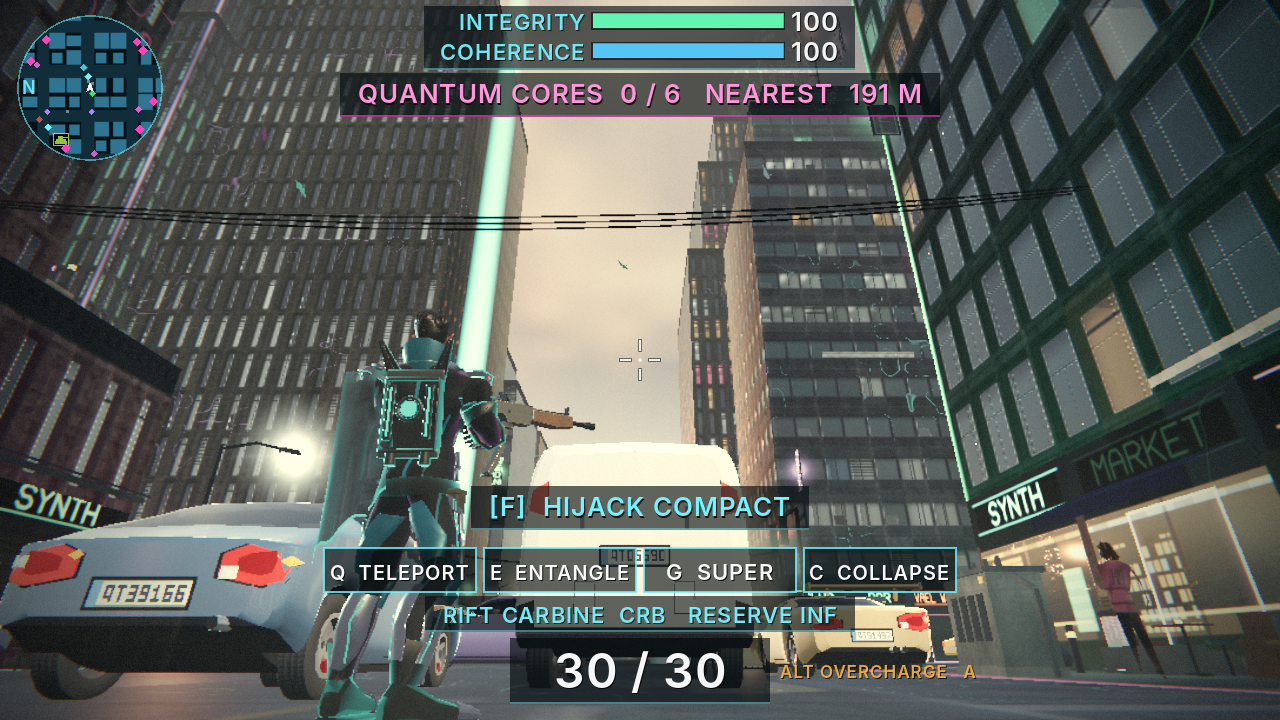 INTEGRITY 100
COHERENCE 100
QUANTUM CORES 0 / 6 NEAREST 191 M
N
MARKET
SYNTH
SYNTH
[F] HIJACK COMPACT
QT39166
Q TELEPORT
E ENTANGLE
G SUPER
C COLLAPSE
RIFT CARBINE CRB RESERVE INF
30 / 30
ALT OVERCHARGE A